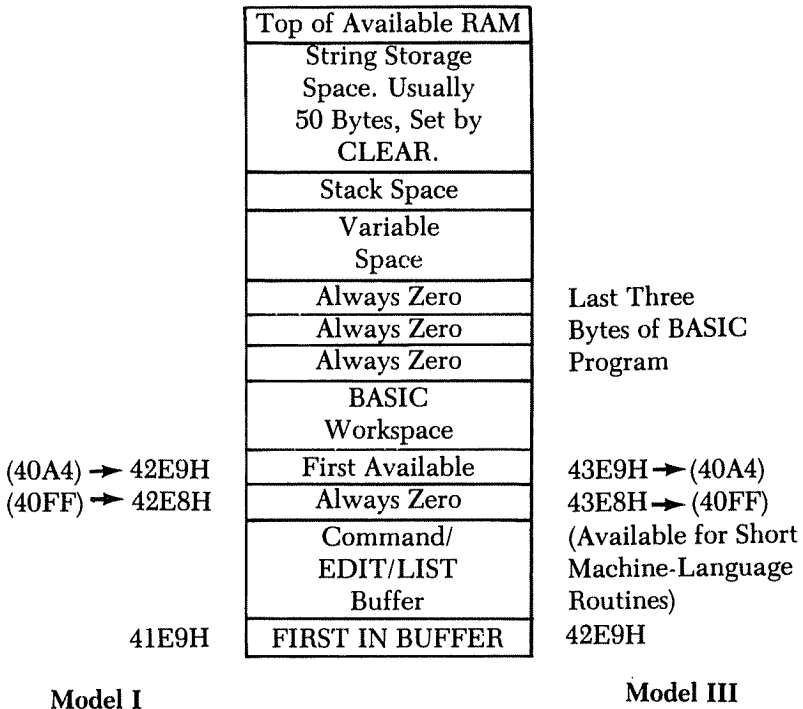 Top of Available RAM
String Storage
Space. Usually
50 Bytes, Set by
CLEAR.
Stack Space
Variable
Space
Always Zero Last Three
Always Zero Bytes of BASIC
Always Zero Program
BASIC
Workspace
(40A4) → 42E9H First Available 43E9H → (40A4)
(40FF) → 42E8H Always Zero 43E8H → (40FF)
Command/ (Available for Short
EDIT/LIST Machine-Language
Buffer Routines)
41E9H FIRST IN BUFFER 42E9H
Model I Model III